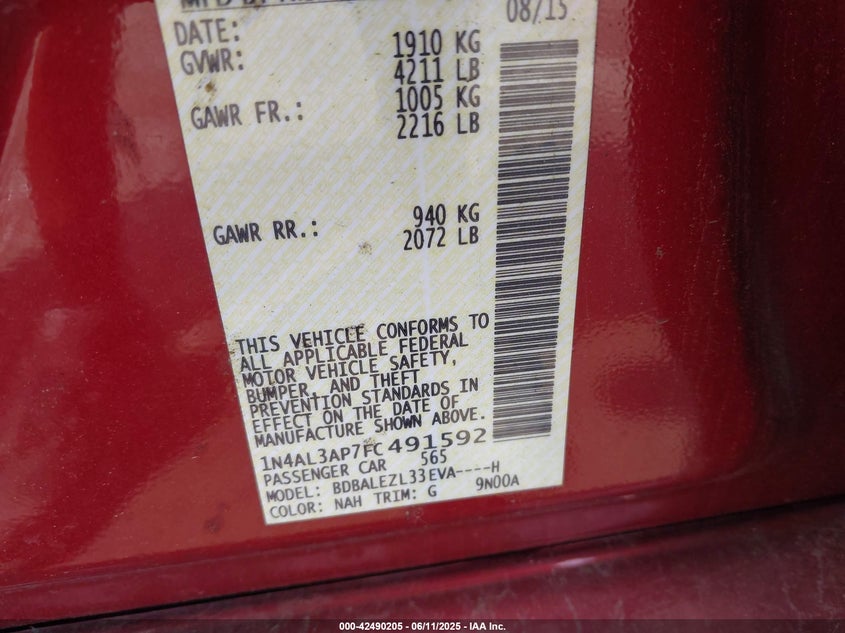 08/15
DATE:
GVWR: 1910 KG
4211 LB
GAWR FR.: 1005 KG
2216 LB
GAWR RR.: 940 KG
2072 LB
THIS VEHICLE CONFORMS TO
ALL APPLICABLE FEDERAL
MOTOR VEHICLE SAFETY,
BUMPER, AND THEFT
PREVENTION STANDARDS IN
EFFECT ON THE DATE OF
MANUFACTURE SHOWN ABOVE.
1N4AL3AP7FC491592
PASSENGER CAR 565
MODEL: BDBALEZL33EVA----H
COLOR: NAH TRIM: G 9N00A
000-42490205 - 06/11/2025 - IAA Inc.